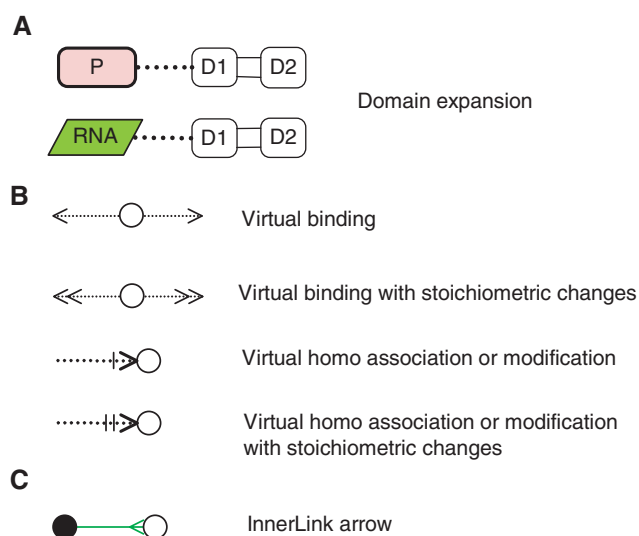 A
P D1 D2
Domain expansion
RNA D1 D2
B
Virtual binding
Virtual binding with stoichiometric changes
Virtual homo association or modification
Virtual homo association or modification
with stoichiometric changes
C
InnerLink arrow